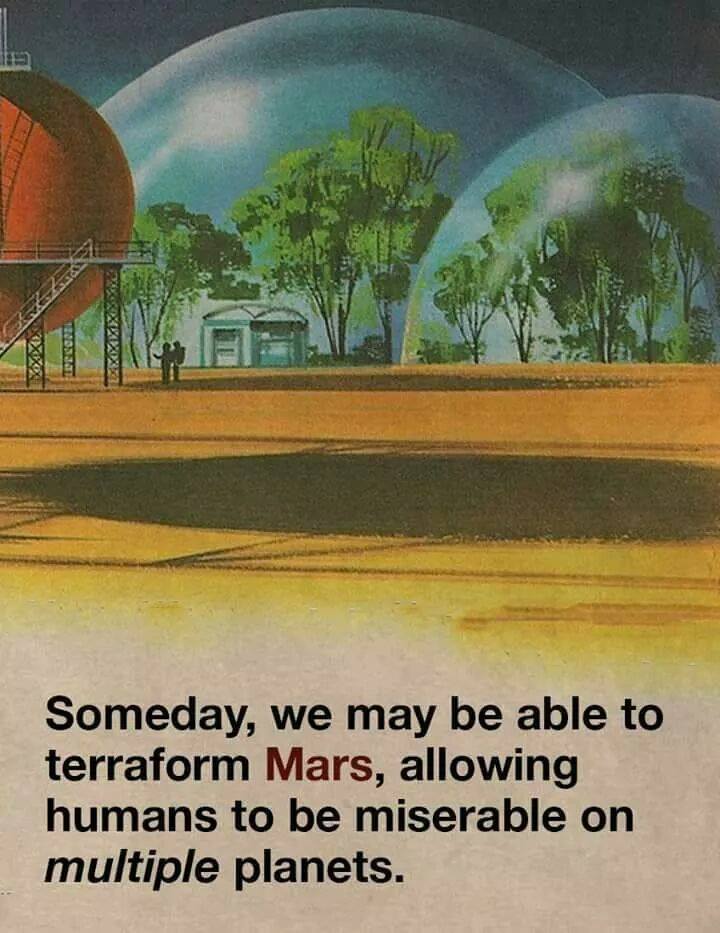 Someday, we may be able to
terraform Mars, allowing
humans to be miserable on
multiple planets.